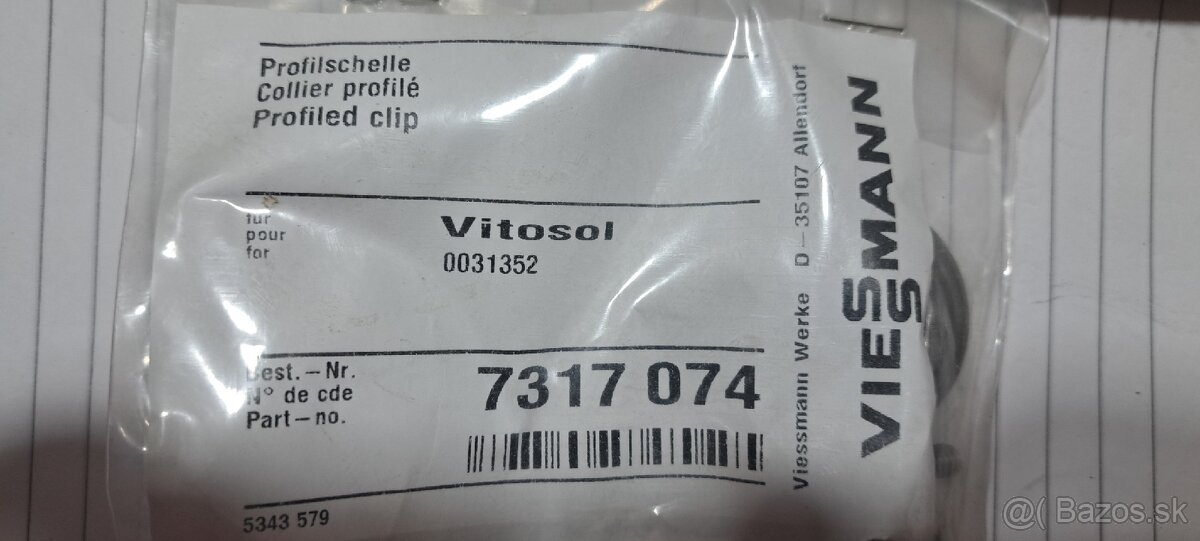 Profilschelle
Collier profilé
Profiled clip
für
pour
for
Vitosol
0031352
Best.-Nr.
N° de cde
Part-no.
7317 074
5343 579
Viessmann Werke D-35107 Allendorf
VIESSMANN
@( Bazos.sk